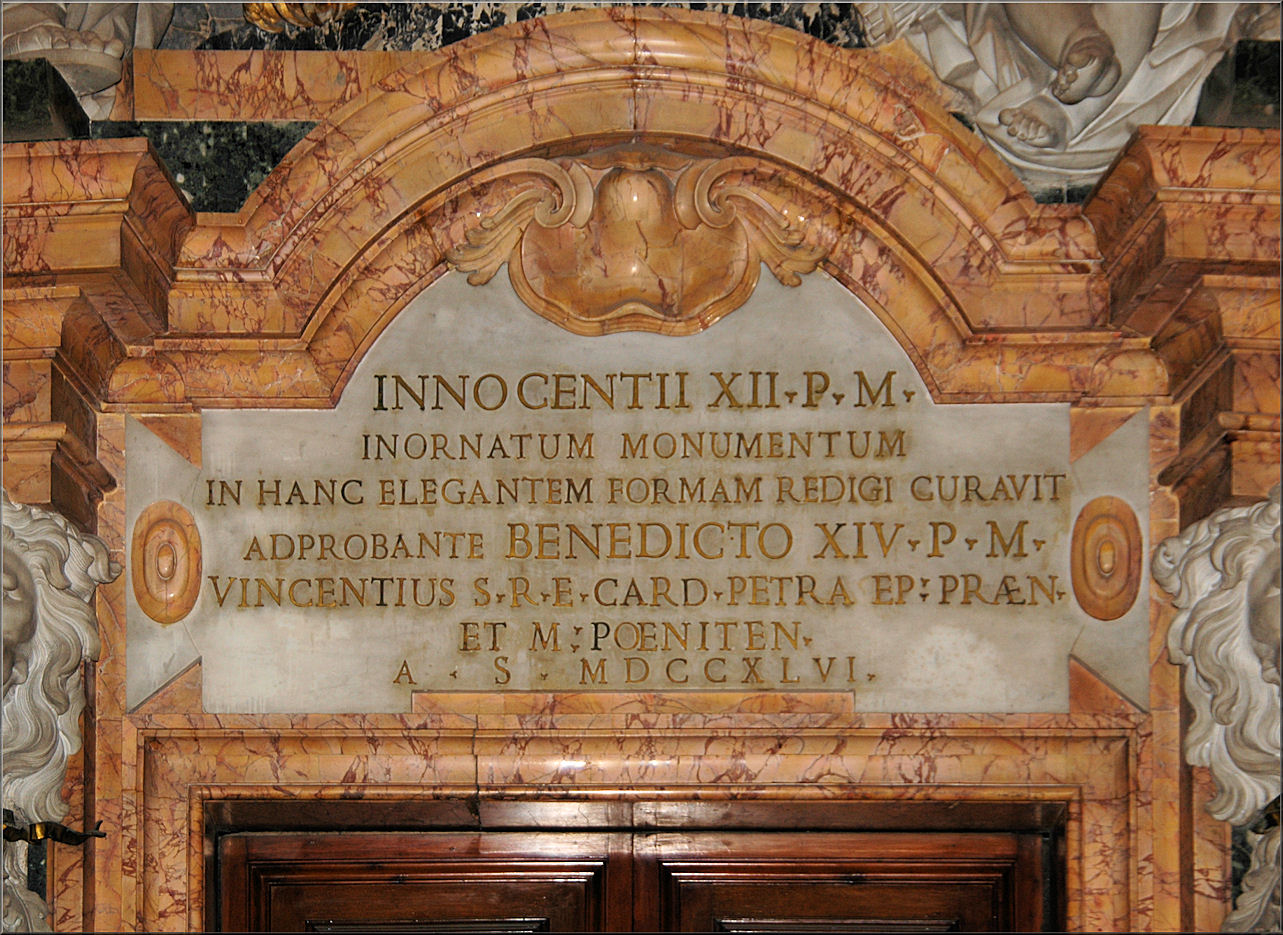 INNOCENTII XII·P·M·
INORNATUM MONUMENTUM
IN HANC ELEGANTEM FORMAM REDIGI CURAVIT
ADPROBANTE BENEDICTO XIV·P·M·
VINCENTIUS S·R·E·CARD·PETRA EP·PRÆN·
ET M·PŒNITEN·
A · S · MDCCXLVI·